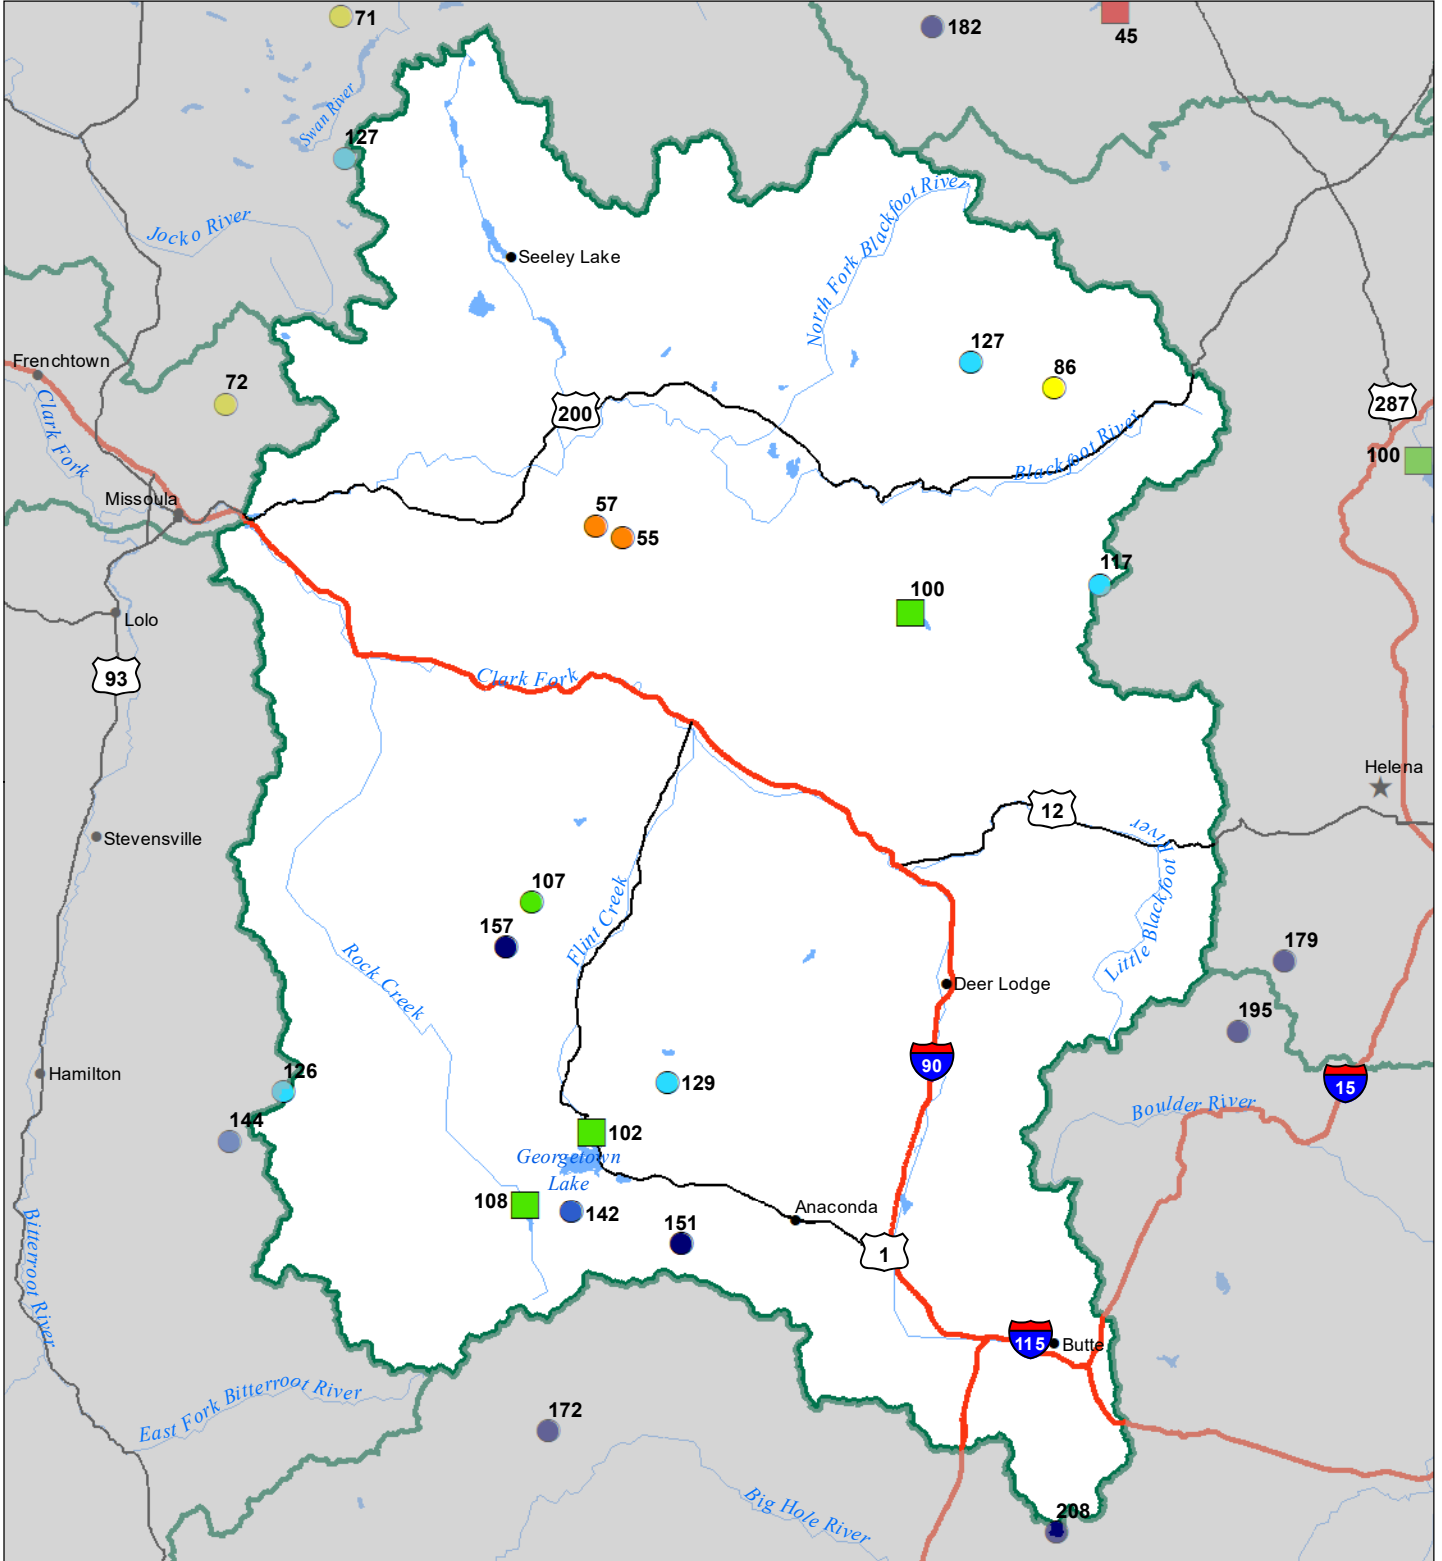 71
182
45
Swan River
127
Jocko River
North Fork Blackfoot River
Seeley Lake
Frenchtown
127
86
72
Clark Fork
200
287
Blackfoot River
100
Missoula
57
55
117
100
Lolo
93
Clark Fork
Helena
12
Stevensville
Little Blackfoot River
107
Flint Creek
157
179
Rock Creek
Deer Lodge
195
90
Hamilton
126
129
15
Boulder River
144
102
Georgetown
Lake
108
142
Anaconda
151
1
Bitterroot River
115
Butte
East Fork Bitterroot River
172
Big Hole River
208